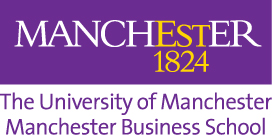 MANCHESTER
1824
The University of Manchester
Manchester Business School